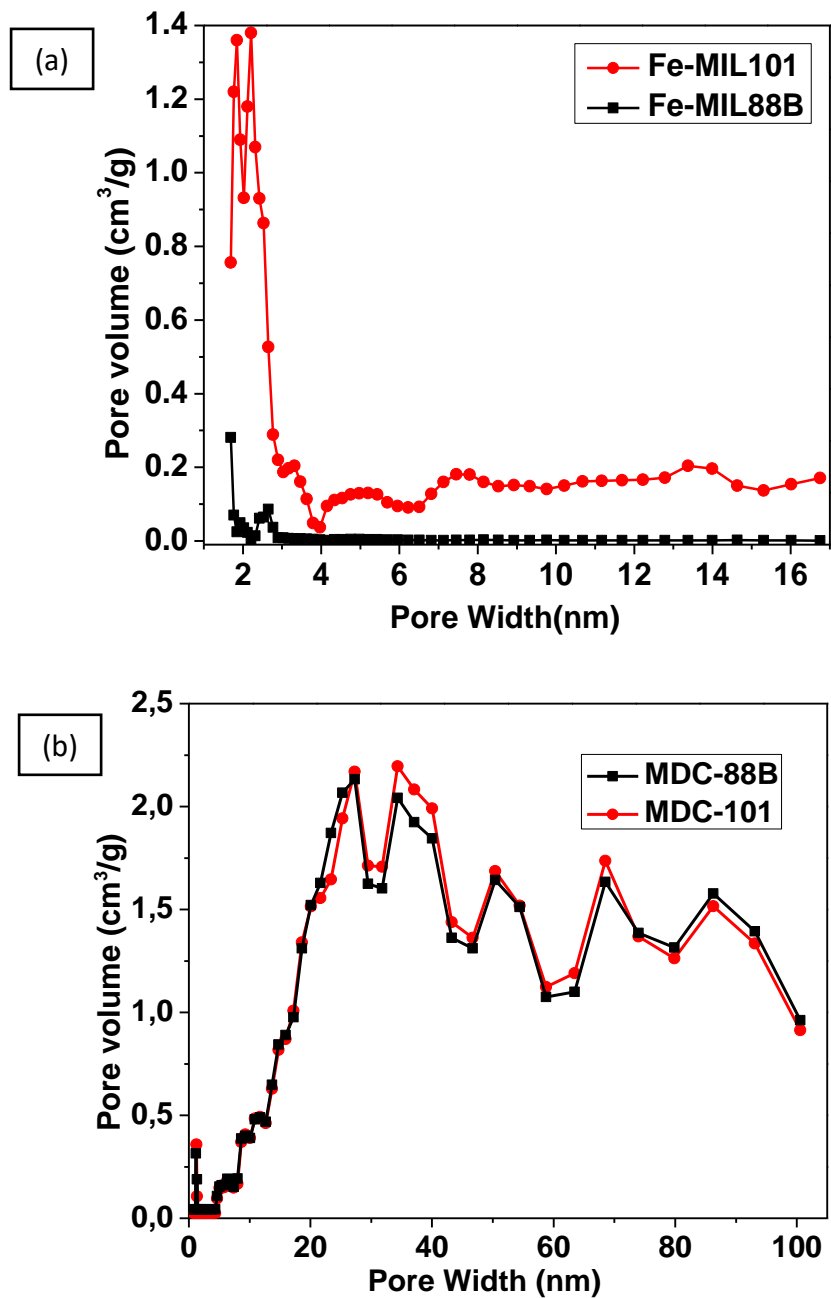 (a)
Fe-MIL101
Fe-MIL88B
Pore volume (cm³/g)
1.4
1.2
1.0
0.8
0.6
0.4
0.2
0.0
2 4 6 8 10 12 14 16
Pore Width(nm)
(b)
MDC-88B
MDC-101
Pore volume (cm³/g)
2,5
2,0
1,5
1,0
0,5
0,0
0 20 40 60 80 100
Pore Width (nm)